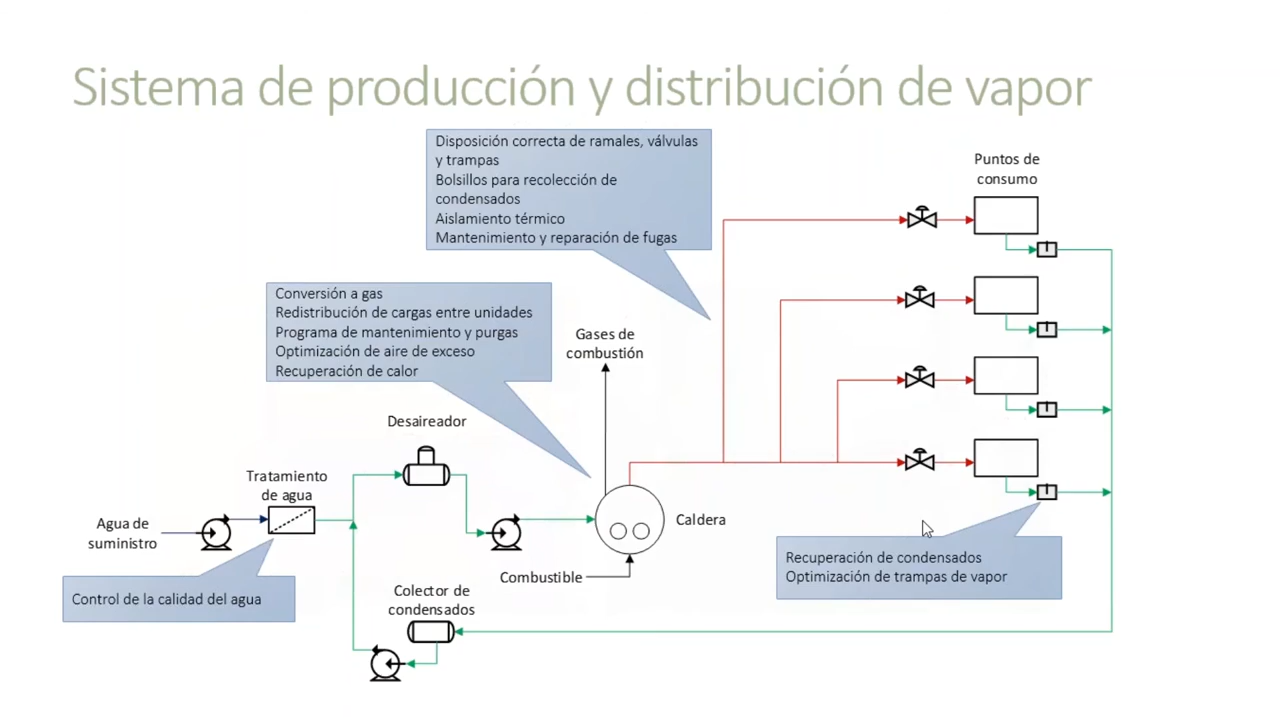 Sistema de producción y distribución de vapor
Disposición correcta de ramales, válvulas
y trampas
Bolsillos para recolección de
condensados
Aislamiento térmico
Mantenimiento y reparación de fugas
Puntos de
consumo
Conversión a gas
Redistribución de cargas entre unidades
Programa de mantenimiento y purgas
Optimización de aire de exceso
Recuperación de calor
Gases de
combustión
Desaireador
Tratamiento
de agua
Agua de
suministro
Caldera
Combustible
Control de la calidad del agua
Colector de
condensados
Recuperación de condensados
Optimización de trampas de vapor